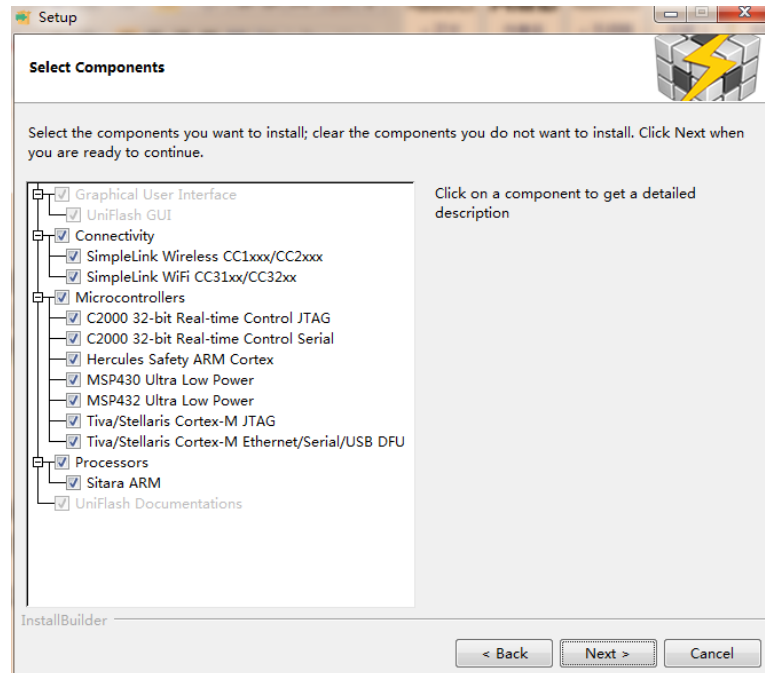 Setup
Select Components
Select the components you want to install; clear the components you do not want to install. Click Next when
you are ready to continue.
Graphical User Interface
UniFlash GUI
Connectivity
SimpleLink Wireless CC1xxx/CC2xxx
SimpleLink WiFi CC31xx/CC32xx
Microcontrollers
C2000 32-bit Real-time Control JTAG
C2000 32-bit Real-time Control Serial
Hercules Safety ARM Cortex
MSP430 Ultra Low Power
MSP432 Ultra Low Power
Tiva/Stellaris Cortex-M JTAG
Tiva/Stellaris Cortex-M Ethernet/Serial/USB DFU
Processors
Sitara ARM
UniFlash Documentations
Click on a component to get a detailed
description
InstallBuilder
< Back
Next >
Cancel